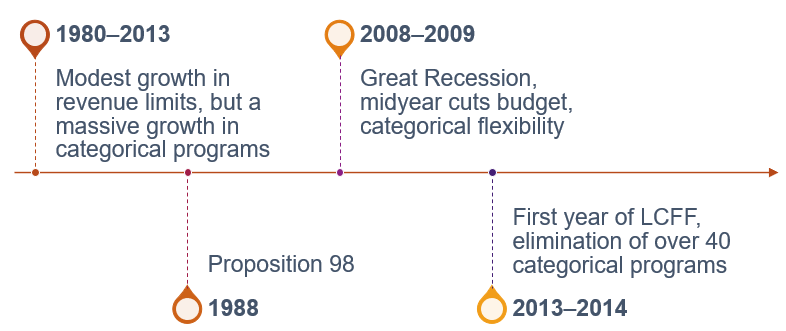 1980–2013
Modest growth in
revenue limits, but a
massive growth in
categorical programs
Proposition 98
1988
2008–2009
Great Recession,
midyear cuts budget,
categorical flexibility
First year of LCFF,
elimination of over 40
categorical programs
2013–2014